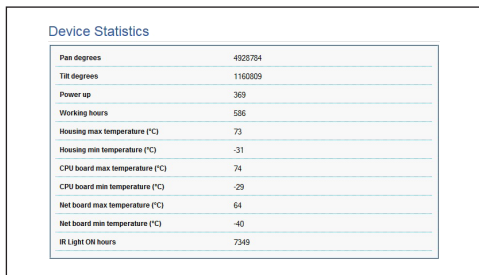 Device Statistics
Pan degrees 4928784
Tilt degrees 1160809
Power up 369
Working hours 586
Housing max temperature (°C) 73
Housing min temperature (°C) -31
CPU board max temperature (°C) 74
CPU board min temperature (°C) -29
Net board max temperature (°C) 64
Net board min temperature (°C) -40
IR Light ON hours 7349